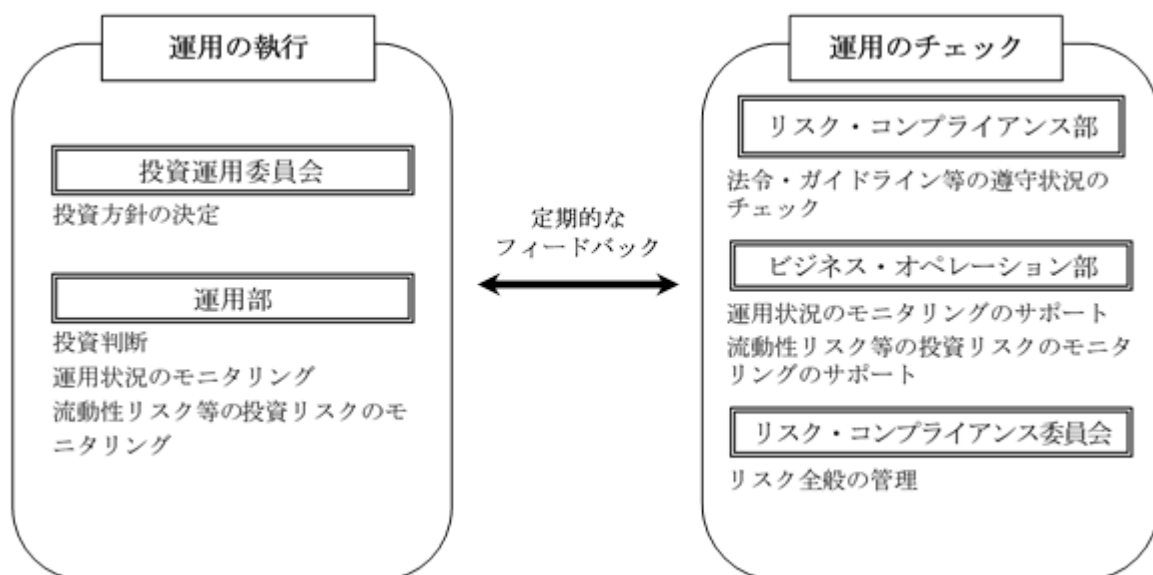 運用の執行
投資運用委員会
投資方針の決定
運用部
投資判断
運用状況のモニタリング
流動性リスク等の投資リスクのモ
ニタリング
定期的な
フィードバック
運用のチェック
リスク・コンプライアンス部
法令・ガイドライン等の遵守状況の
チェック
ビジネス・オペレーション部
運用状況のモニタリングのサポート
流動性リスク等の投資リスクのモニタ
リングのサポート
リスク・コンプライアンス委員会
リスク全般の管理